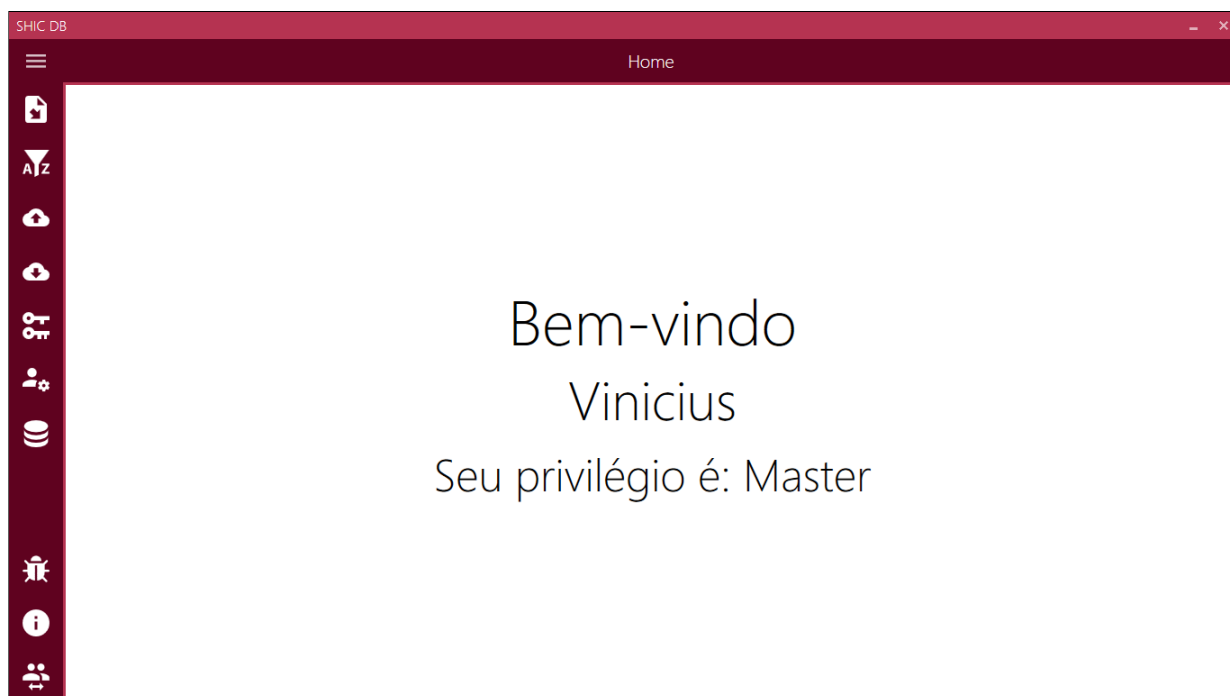 SHIC DB
Home
A Z
Bem-vindo
Vinicius
Seu privilégio é: Master